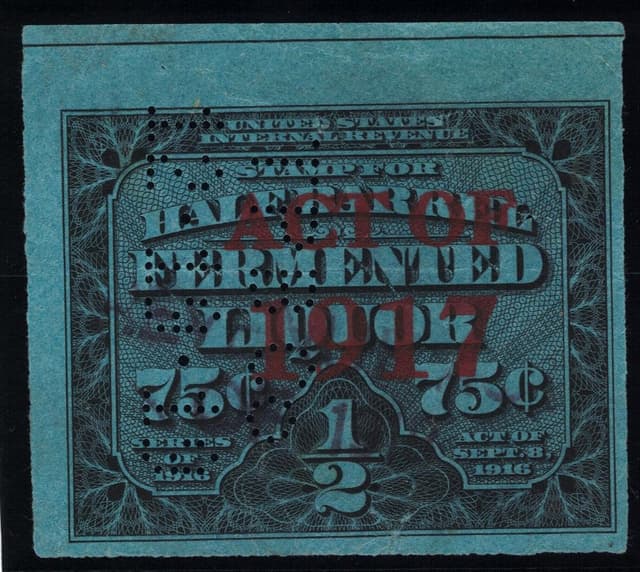 UNITED STATES
INTERNAL REVENUE
STAMP FOR
HALF BARREL
ACT OF
FERMENTED
1917
LIQUOR
75¢ 75¢
1/2
SERIES OF 1916
ACT OF SEPT. 8, 1916